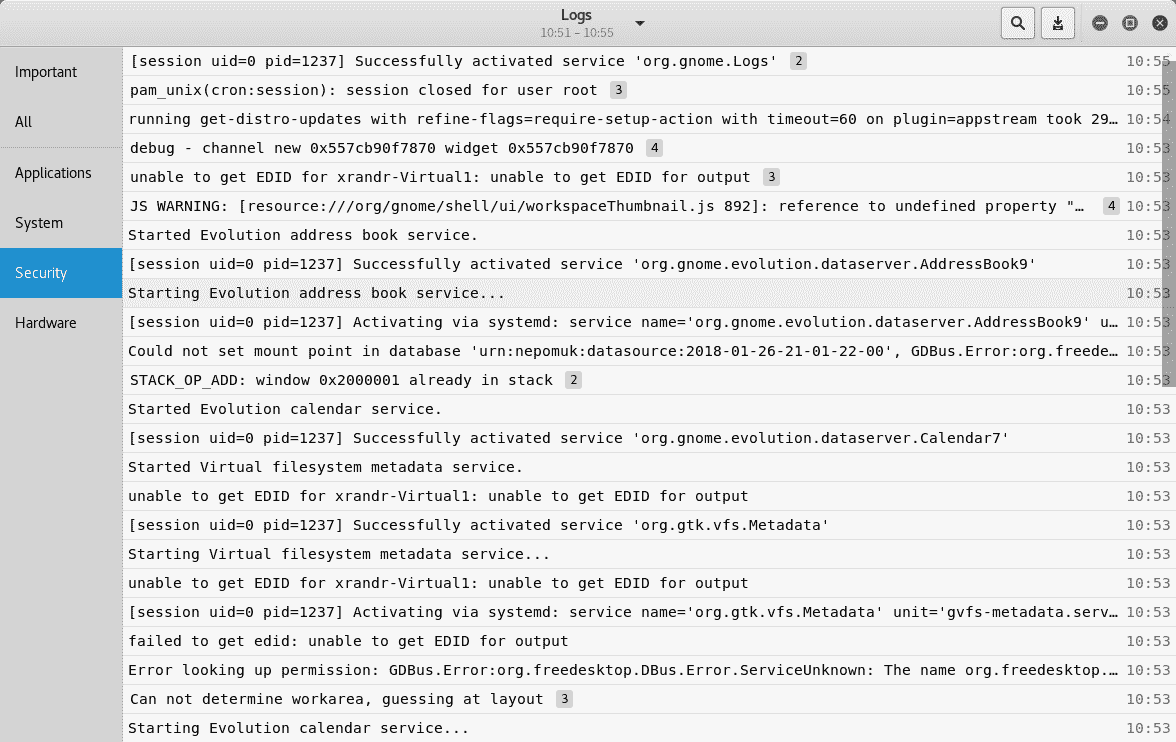 Logs
10:51 – 10:55
Important
All
Applications
System
Security
Hardware
[session uid=0 pid=1237] Successfully activated service 'org.gnome.Logs' 2 10:55
pam_unix(cron:session): session closed for user root 3 10:55
running get-distro-updates with refine-flags=require-setup-action with timeout=60 on plugin=appstream took 29… 10:54
debug - channel new 0x557cb90f7870 widget 0x557cb90f7870 4 10:53
unable to get EDID for xrandr-Virtual1: unable to get EDID for output 3 10:53
JS WARNING: [resource:///org/gnome/shell/ui/workspaceThumbnail.js 892]: reference to undefined property "… 4 10:53
Started Evolution address book service. 10:53
[session uid=0 pid=1237] Successfully activated service 'org.gnome.evolution.dataserver.AddressBook9' 10:53
Starting Evolution address book service... 10:53
[session uid=0 pid=1237] Activating via systemd: service name='org.gnome.evolution.dataserver.AddressBook9' u… 10:53
Could not set mount point in database 'urn:nepomuk:datasource:2018-01-26-21-01-22-00', GDBus.Error:org.freede… 10:53
STACK_OP_ADD: window 0x2000001 already in stack 2 10:53
Started Evolution calendar service. 10:53
[session uid=0 pid=1237] Successfully activated service 'org.gnome.evolution.dataserver.Calendar7' 10:53
Started Virtual filesystem metadata service. 10:53
unable to get EDID for xrandr-Virtual1: unable to get EDID for output 10:53
[session uid=0 pid=1237] Successfully activated service 'org.gtk.vfs.Metadata' 10:53
Starting Virtual filesystem metadata service... 10:53
unable to get EDID for xrandr-Virtual1: unable to get EDID for output 10:53
[session uid=0 pid=1237] Activating via systemd: service name='org.gtk.vfs.Metadata' unit='gvfs-metadata.serv… 10:53
failed to get edid: unable to get EDID for output 10:53
Error looking up permission: GDBus.Error:org.freedesktop.DBus.Error.ServiceUnknown: The name org.freedesktop.… 10:53
Can not determine workarea, guessing at layout 3 10:53
Starting Evolution calendar service... 10:53